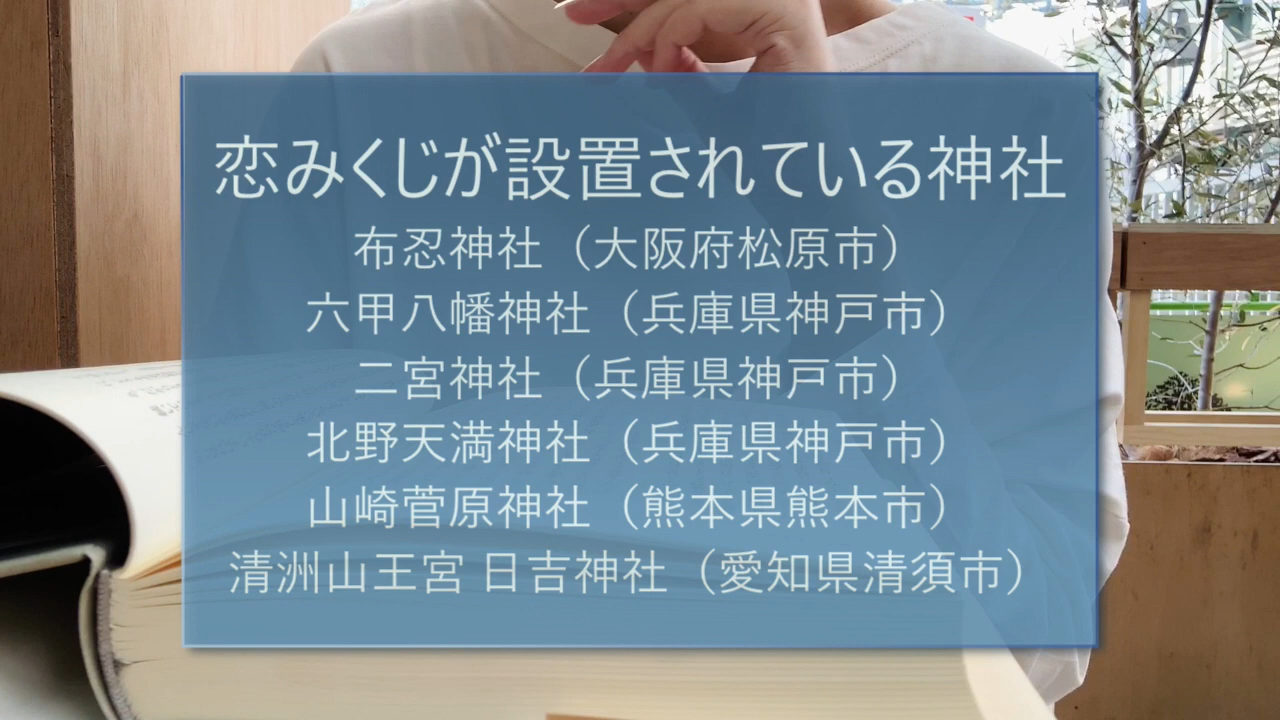 恋みくじが設置されている神社
布忍神社（大阪府松原市）
六甲八幡神社（兵庫県神戸市）
二宮神社（兵庫県神戸市）
北野天満神社（兵庫県神戸市）
山崎菅原神社（熊本県熊本市）
清洲山王宮 日吉神社（愛知県清須市）